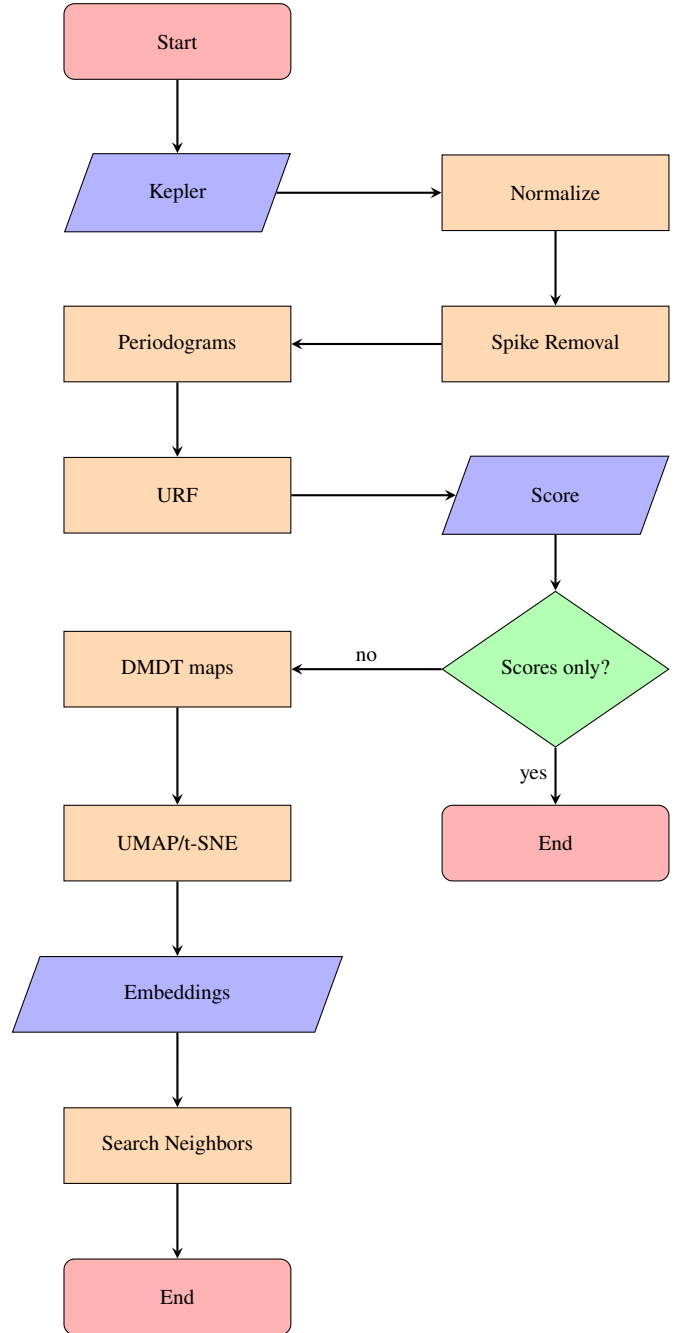 Start
Kepler
Normalize
Periodograms
Spike Removal
URF
Score
DMDT maps
no
Scores only?
yes
UMAP/t-SNE
End
Embeddings
Search Neighbors
End